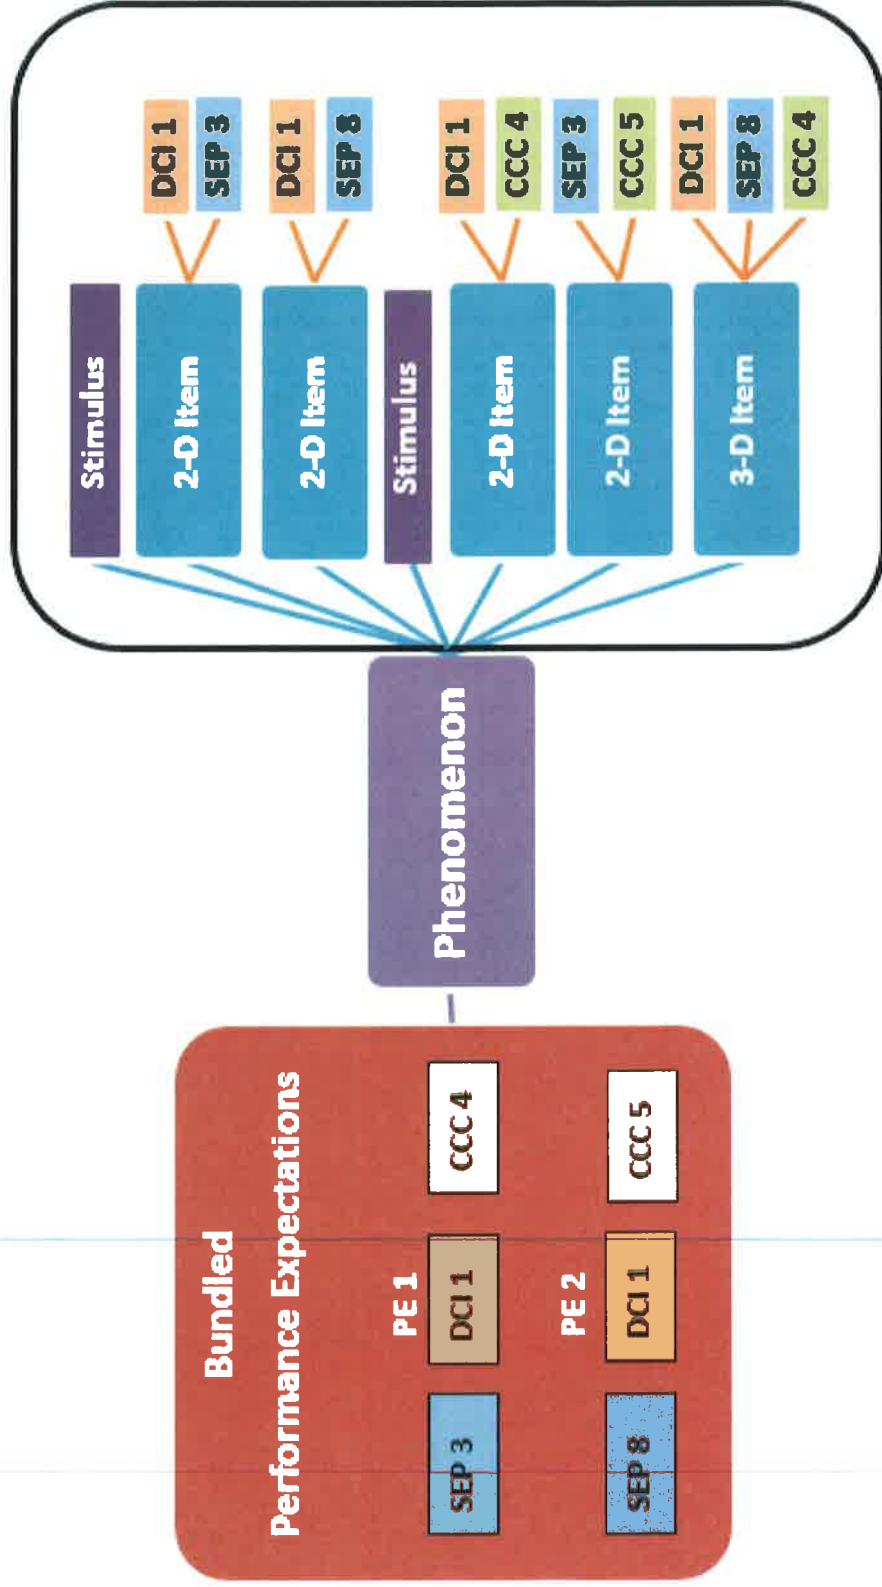 Bundled
Performance Expectations
PE 1
SEP 3
DCI 1
CCC 4
PE 2
SEP 8
DCI 1
CCC 5
Phenomenon
Stimulus
2-D Item
DCI 1
SEP 3
2-D Item
DCI 1
SEP 8
Stimulus
2-D Item
DCI 1
CCC 4
2-D Item
SEP 3
CCC 5
3-D Item
DCI 1
SEP 8
CCC 4